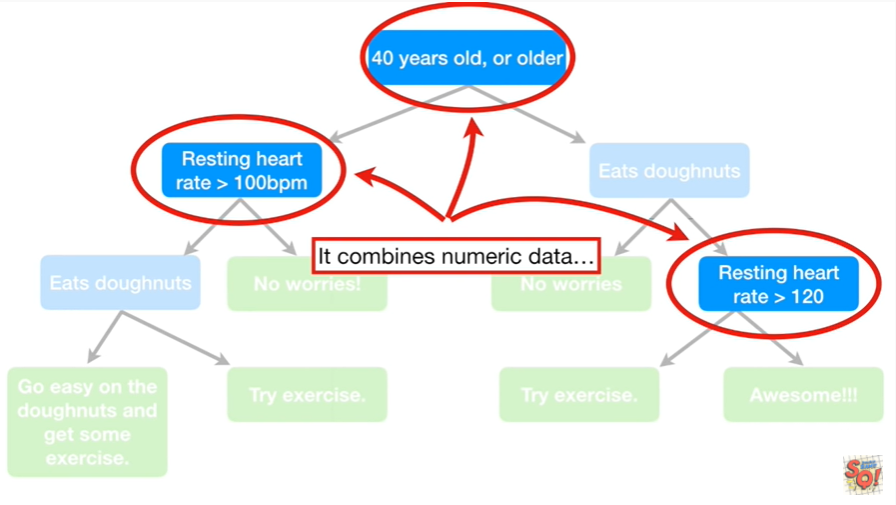 40 years old, or older
Resting heart
rate > 100bpm
Eats doughnuts
It combines numeric data…
Eats doughnuts
No worries!
No worries
Resting heart
rate > 120
Go easy on the
doughnuts and
get some
exercise.
Try exercise.
Try exercise.
Awesome!!!
SQ!